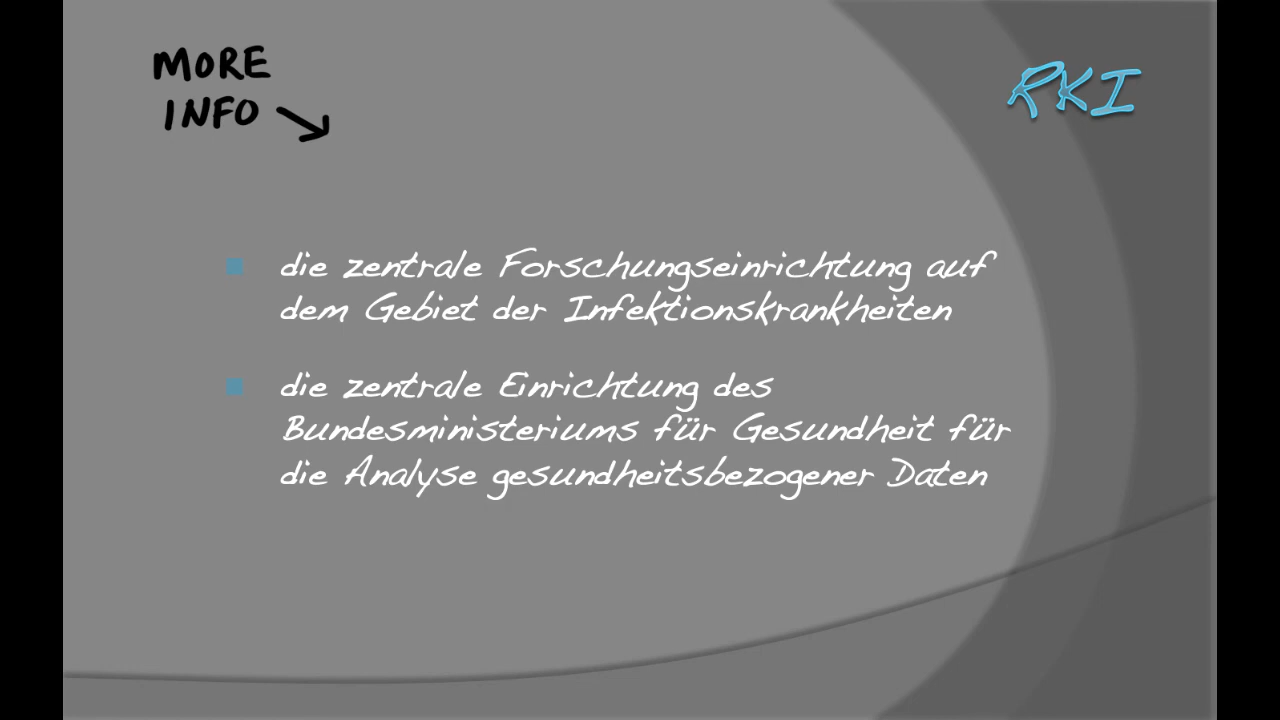 MORE
INFO
RKI
die zentrale Forschungseinrichtung auf
dem Gebiet der Infektionskrankheiten
die zentrale Einrichtung des
Bundesministeriums für Gesundheit für
die Analyse gesundheitsbezogener Daten